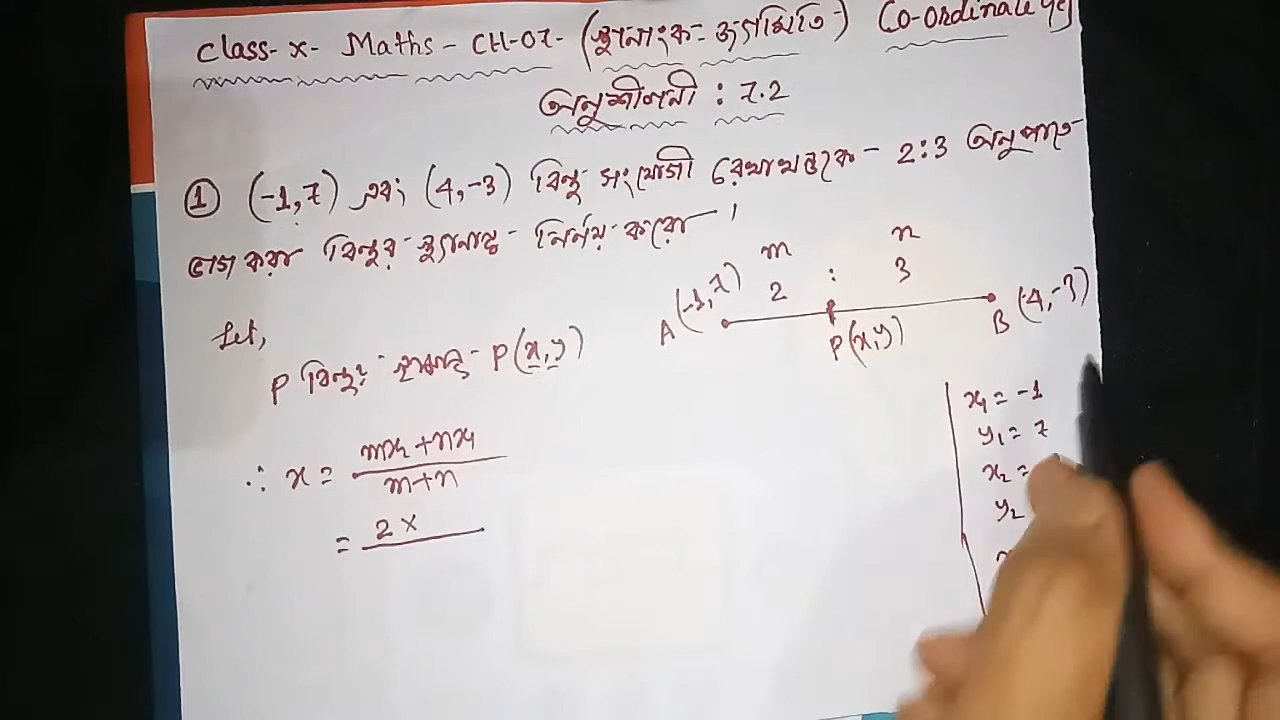 Class-x- Maths - CH-07- (স্থানাংক- জ্যামিতি) Co-ordinate
অনুশীলনী : 7.2
① (-1,7) এবং (4,-3) বিন্দু সংযোগী রেখাখণ্ডকে- 2:3 অনুপাতে
ভাগ করা বিন্দুর নির্ণয় করো।
m n
2 : 3
A (-1,7) P(x,y) B (4,-3)
Let,
P বিন্দুর P(x,y)
∴ x = mx₂+nx₁
m+n
= 2×
x₁ = -1
y₁ = 7
x₂ =
y₂